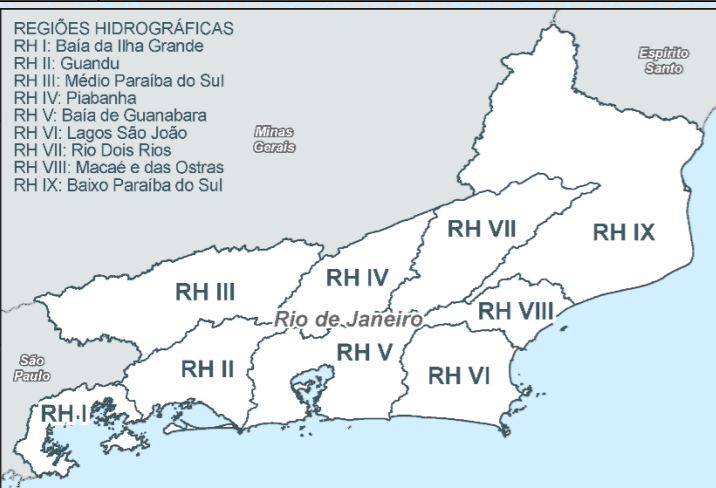 REGIÕES HIDROGRÁFICAS
RH I: Baía da Ilha Grande
RH II: Guandu
RH III: Médio Paraíba do Sul
RH IV: Piabanha
RH V: Baía de Guanabara
RH VI: Lagos São João
RH VII: Rio Dois Rios
RH VIII: Macaé e das Ostras
RH IX: Baixo Paraíba do Sul
Espírito
Santo
Minas
Gerais
RH VII
RH IX
RH IV
RH III
RH VIII
Rio de Janeiro
RH V
São
Paulo
RH II
RH VI
RH I